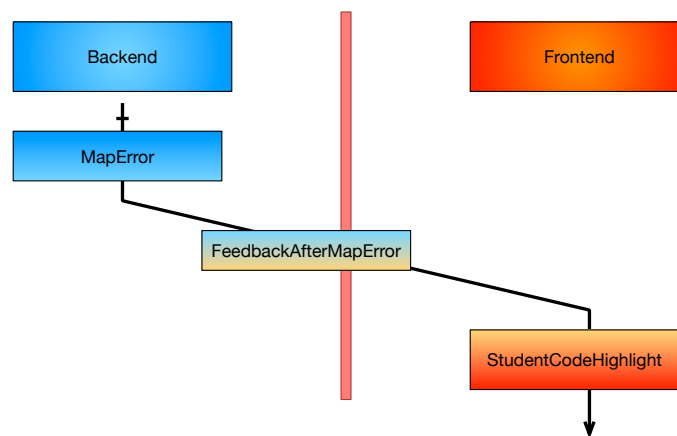 Backend
Frontend
MapError
FeedbackAfterMapError
StudentCodeHighlight